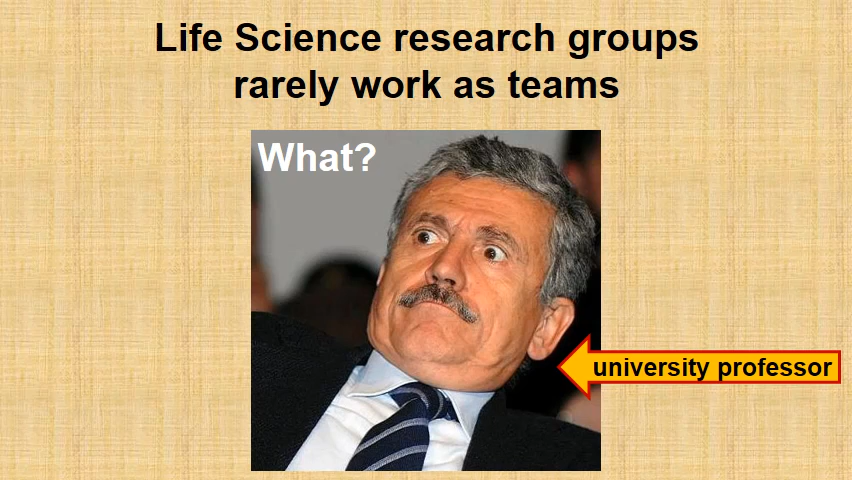 Life Science research groups
rarely work as teams
What?
university professor